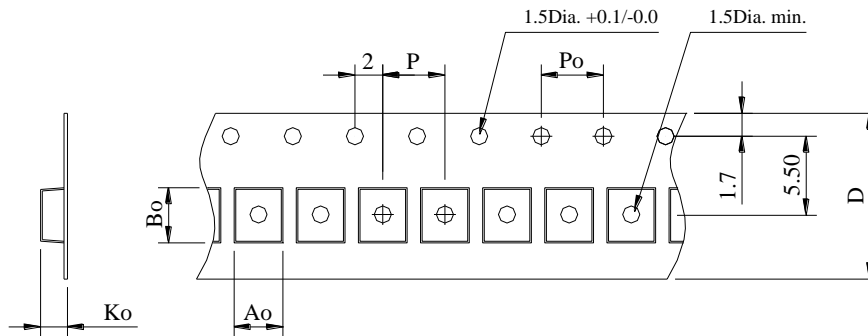 1.5Dia. +0.1/-0.0
1.5Dia. min.
2
P
Po
1.7
5.50
D
Bo
Ko
Ao